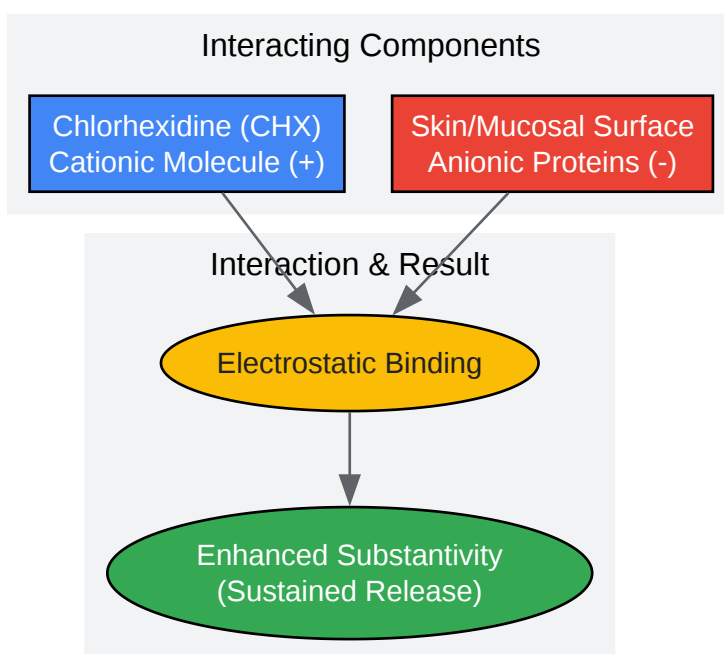 Interacting Components
Chlorhexidine (CHX)
Cationic Molecule (+)
Skin/Mucosal Surface
Anionic Proteins (-)
Interaction & Result
Electrostatic Binding
Enhanced Substantivity
(Sustained Release)